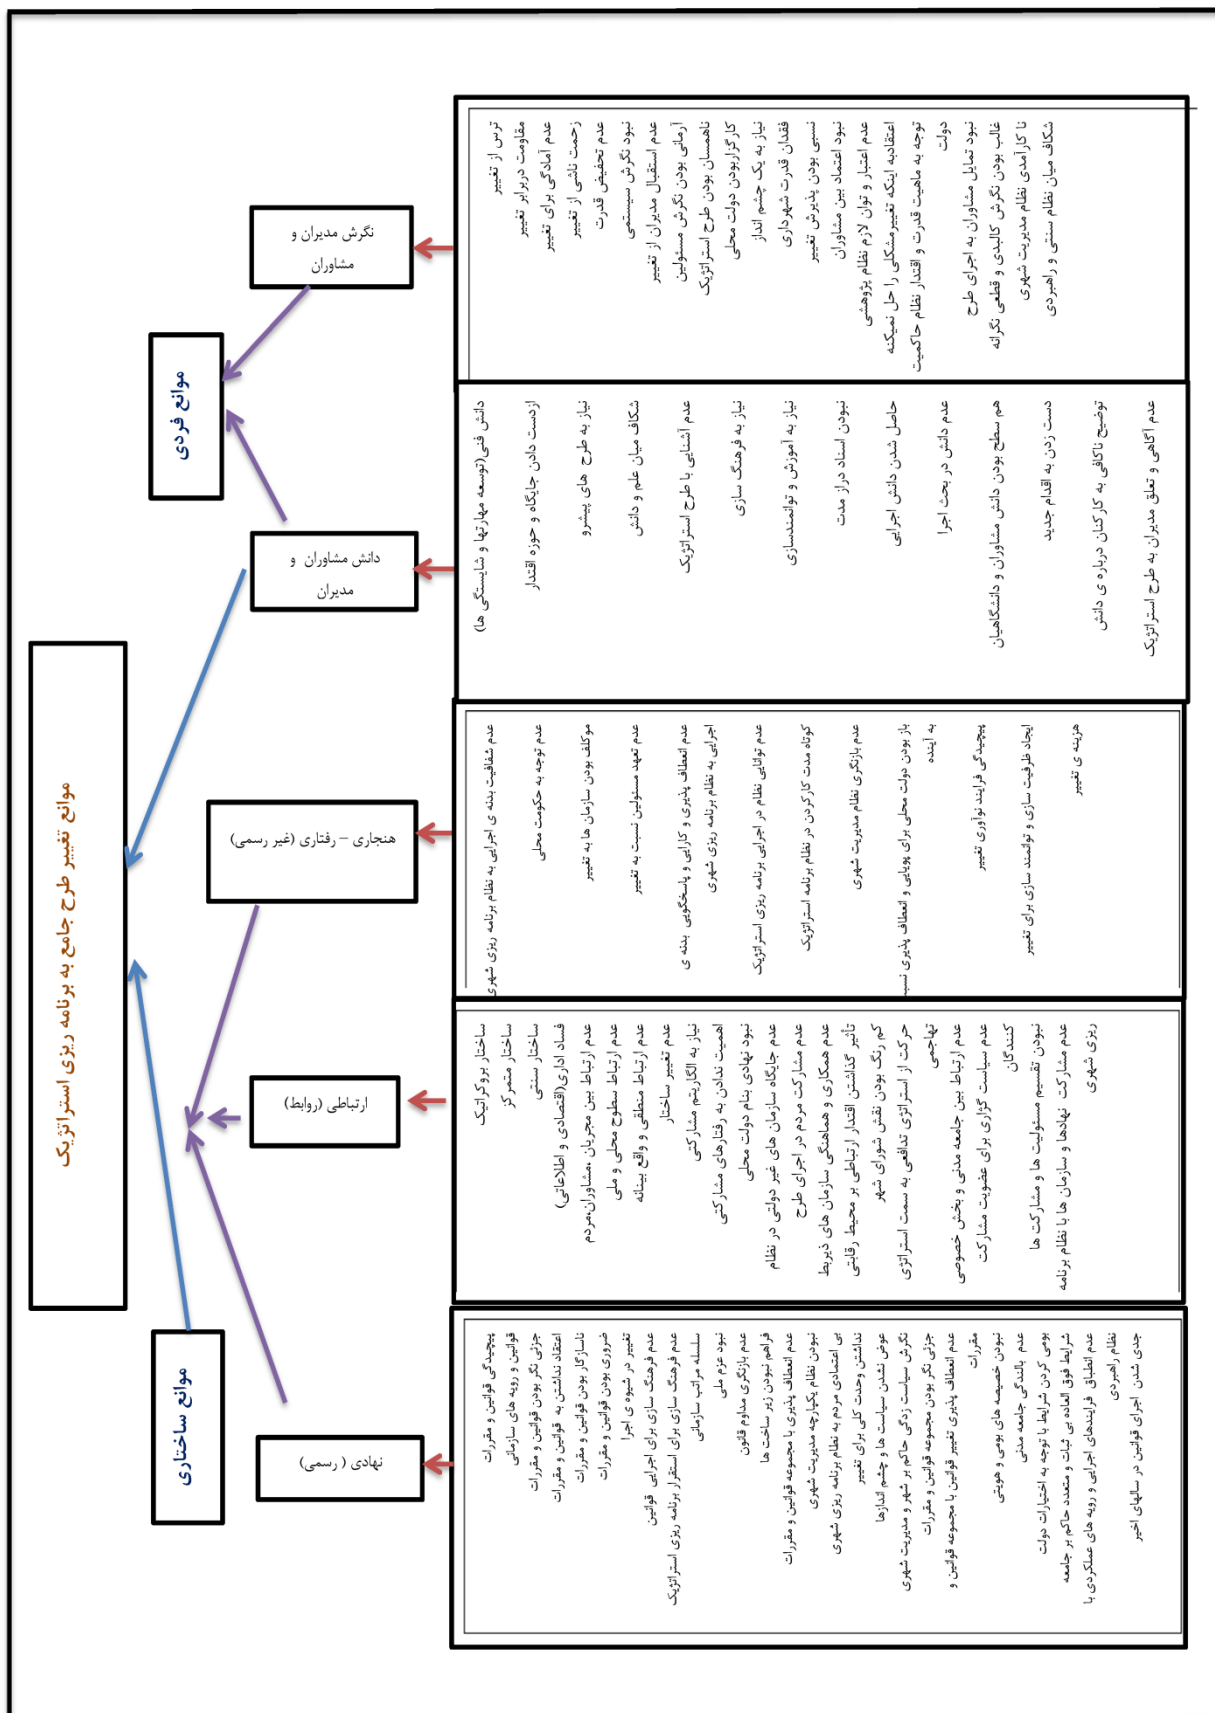 موانع تغییر طرح جامع به برنامه ریزی استراتژیک
موانع فردی
موانع ساختاری
نگرش مدیران و
مشاوران
دانش مشاوران و
مدیران
هنجاری – رفتاری (غیر رسمی)
ارتباطی (روابط)
نهادی ( رسمی)
ترس از تغییر
مقاومت دربرابر تغییر
عدم آمادگی برای تغییر
زحمت ناشی از تغییر
عدم تخفیض قدرت
نبود نگرش سیستمی
عدم استقبال مدیران از تغییر
آرمانی بودن نگرش مسئولین
ناهمسان بودن طرح استراتژیک
کارگزاربودن دولت محلی
نیاز به یک چشم انداز
فقدان قدرت شهرداری
نسبی بودن پذیرش تغییر
نبود اعتماد بین مشاوران
عدم اعتبار و توان لازم نظام پژوهشی
اعتقادبه اینکه تغییرمشکلی را حل نمیکنه
توجه به ماهیت قدرت و اقتدار نظام حاکمیت
دولت
نبود تمایل مشاوران به اجرای طرح
غالب بودن نگرش کالبدی و قطعی نگرانه
نا کارآمدی نظام مدیریت شهری
شکاف میان نظام سنتی و راهبردی
دانش فنی(توسعه مهارتها و شایستگی ها)
ازدست دادن جایگاه و حوزه اقتدار
نیاز به طرح های پیشرو
شکاف میان علم و دانش
عدم آشنایی با طرح استراتژیک
نیاز به فرهنگ سازی
نیاز به آموزش و توانمندسازی
نبودن اسناد دراز مدت
حاصل شدن دانش اجرایی
عدم دانش در بحث اجرا
هم سطح بودن دانش مشاوران و دانشگاهیان
دست زدن به اقدام جدید
توضیح ناکافی به کارکنان درباره ی دانش
عدم آگاهی و تعلق مدیران به طرح استراتژیک
عدم شفافیت بدنه ی اجرایی به نظام برنامه ریزی شهری
عدم توجه به حکومت محلی
موکلف بودن سازمان ها به تغییر
عدم تعهد مسئولین نسبت به تغییر
عدم انعطاف پذیری و کارایی و پاسخگویی بدنه ی
اجرایی به نظام برنامه ریزی شهری
عدم توانایی نظام در اجرایی برنامه ریزی استراتژیک
کوتاه مدت کارکردن در نظام برنامه استراتژیک
عدم بازنگری نظام مدیریت شهری
باز بودن دولت محلی برای پویایی و انعطاف پذیری نسبت
به آینده
پیچیدگی فرایند نوآوری تغییر
ایجاد ظرفیت سازی و توانمند سازی برای تغییر
هزینه ی تغییر
ساختار بروکراتیک
ساختار متمرکز
ساختار سنتی
فساد اداری(اقتصادی و اطلاعاتی)
عدم ارتباط بین مجریان ،مشاوران،مردم
عدم ارتباط سطوح محلی و ملی
عدم ارتباط منطقی و واقع بینانه
عدم تغییر ساختار
نیاز به الگاریتم مشارکتی
اهمیت ندادن به رفتارهای مشارکتی
نبود نهادی بنام دولت محلی
عدم جایگاه سازمان های غیر دولتی در نظام
عدم مشارکت مردم در اجرای طرح
عدم همکاری و هماهنگی سازمان های ذیربط
تأثیر گذاشتن اقتدار ارتباطی بر محیط رقابتی
کم رنگ بودن نقش شورای شهر
حرکت از استراتژی تدافعی به سمت استراتژی
تهاجمی
عدم ارتباط بین جامعه مدنی و بخش خصوصی
عدم سیاست گزاری برای عضویت مشارکت
کنندگان
نبودن تقسیم مسئولیت ها و مشارکت ها
عدم مشارکت نهادها و سازمان ها با نظام برنامه
ریزی شهری
پیچیدگی قوانین و مقررات
قوانین و رویه های سازمانی
جزئی نگر بودن قوانین و مقررات
اعتقاد نداشتن به قوانین و مقررات
ناسازگار بودن قوانین و مقررات
ضروری بودن قوانین و مقررات
تغییر در شیوه ی اجرا
عدم فرهنگ سازی برای اجرایی قوانین
عدم فرهنگ سازی برای استقرار برنامه ریزی استراتژیک
سلسله مراتب سازمانی
نبود عزم ملی
عدم بازنگری مداوم قانون
فراهم نبودن زیر ساخت ها
عدم انعطاف پذیری با مجموعه قوانین و مقررات
نبودن نظام یکپارچه مدیریت شهری
بی اعتمادی مردم به نظام برنامه ریزی شهری
نداشتن وحدت کلی برای تغییر
عوض نشدن سیاست ها و چشم اندازها
نگرش سیاست زدگی حاکم بر شهر و مدیریت شهری
جزئی نگر بودن مجموعه قوانین و مقررات
عدم انعطاف پذیری تغییر قوانین با مجموعه قوانین و
مقررات
نبودن خصیصه های بومی و هویتی
عدم بالندگی جامعه مدنی
بومی کردن شرایط با توجه به اختیارات دولت
شرایط فوق العاده بی ثبات و متعدد حاکم بر جامعه
عدم انطباق فرایندهای اجرایی و رویه های عملکردی با
نظام راهبردی
جدی شدن اجرای قوانین در سالهای اخیر